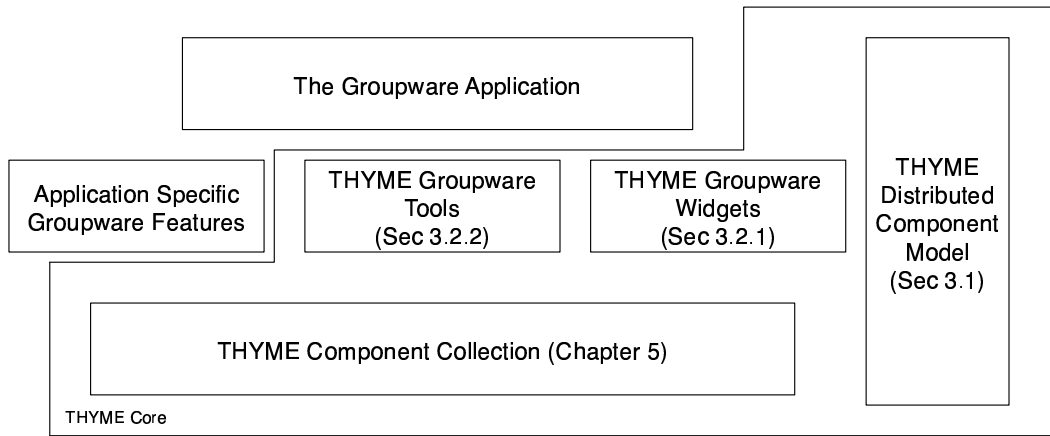 The Groupware Application
Application Specific
Groupware Features
THYME Groupware
Tools
(Sec 3.2.2)
THYME Groupware
Widgets
(Sec 3.2.1)
THYME
Distributed
Component
Model
(Sec 3.1)
THYME Component Collection (Chapter 5)
THYME Core